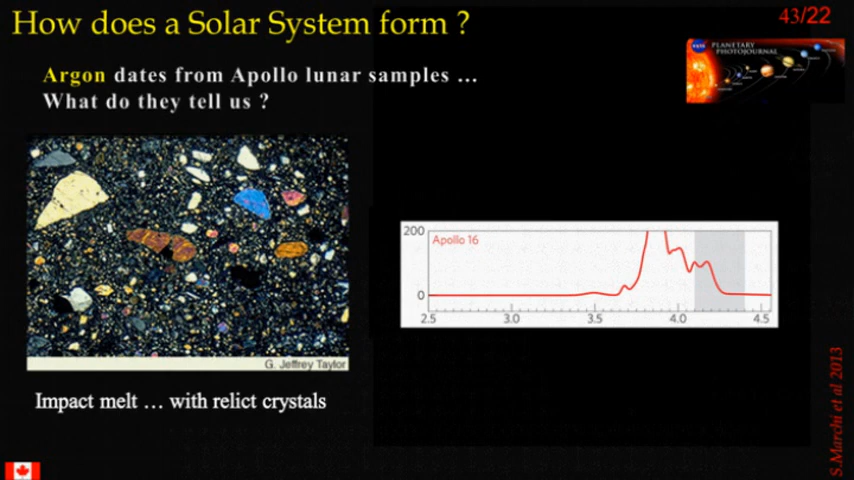 How does a Solar System form ?
43/22
PLANETARY
PHOTOJOURNAL
Argon dates from Apollo lunar samples …
What do they tell us ?
200
Apollo 16
0
2.5 3.0 3.5 4.0 4.5
G. Jeffrey Taylor
Impact melt … with relict crystals
S.Marchi et al 2013